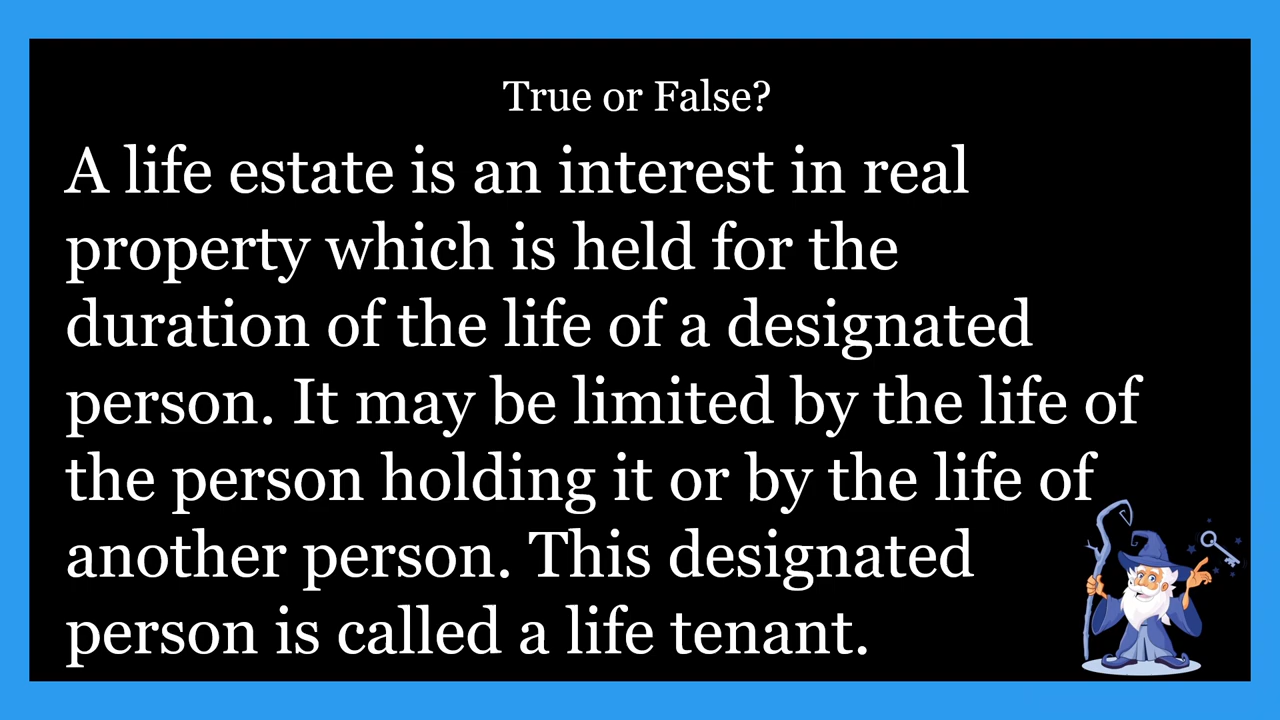 True or False?
A life estate is an interest in real
property which is held for the
duration of the life of a designated
person. It may be limited by the life of
the person holding it or by the life of
another person. This designated
person is called a life tenant.